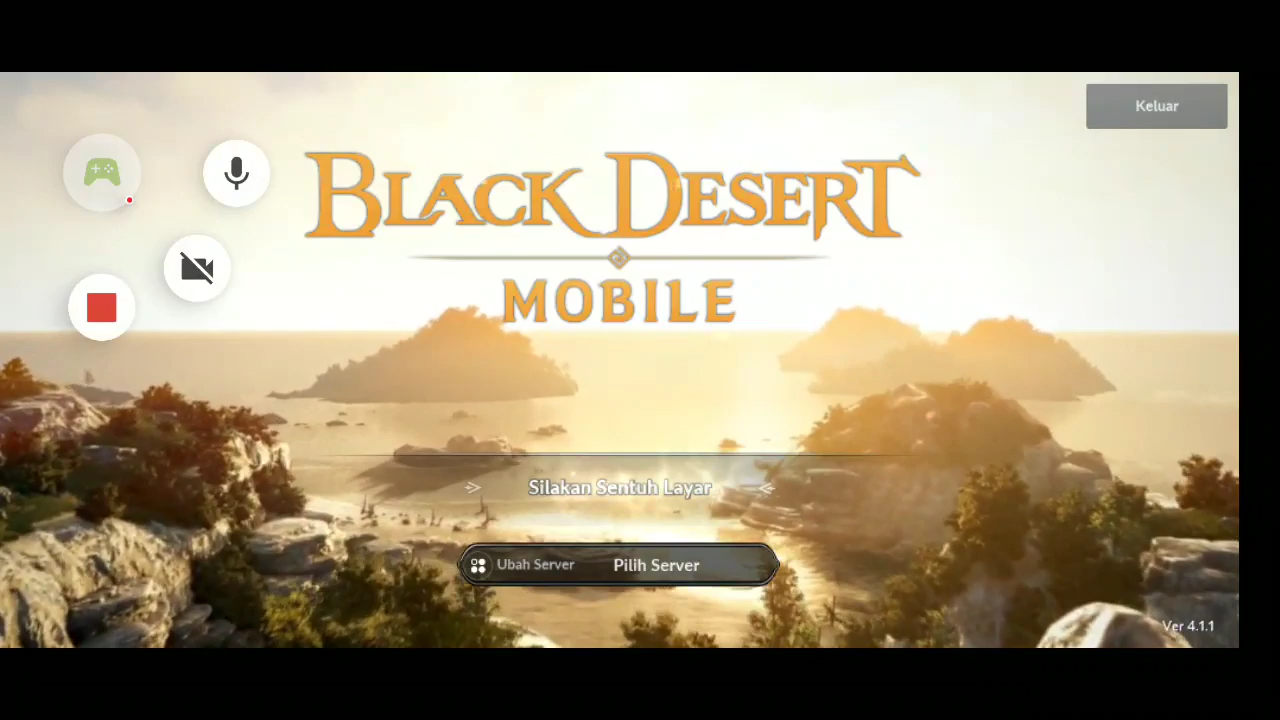 Keluar
BLACK DESERT
MOBILE
Silakan Sentuh Layar
Ubah Server Pilih Server
Ver 4.1.1